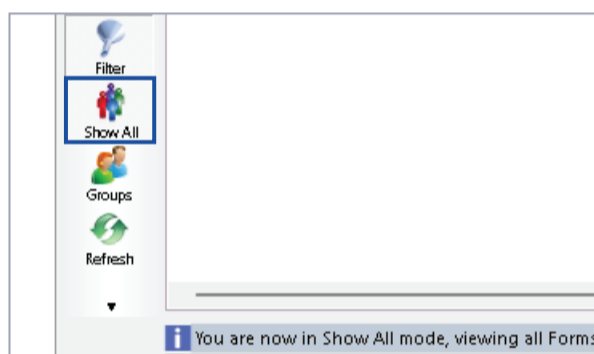 Filter
Show All
Groups
Refresh
You are now in Show All mode, viewing all Forms